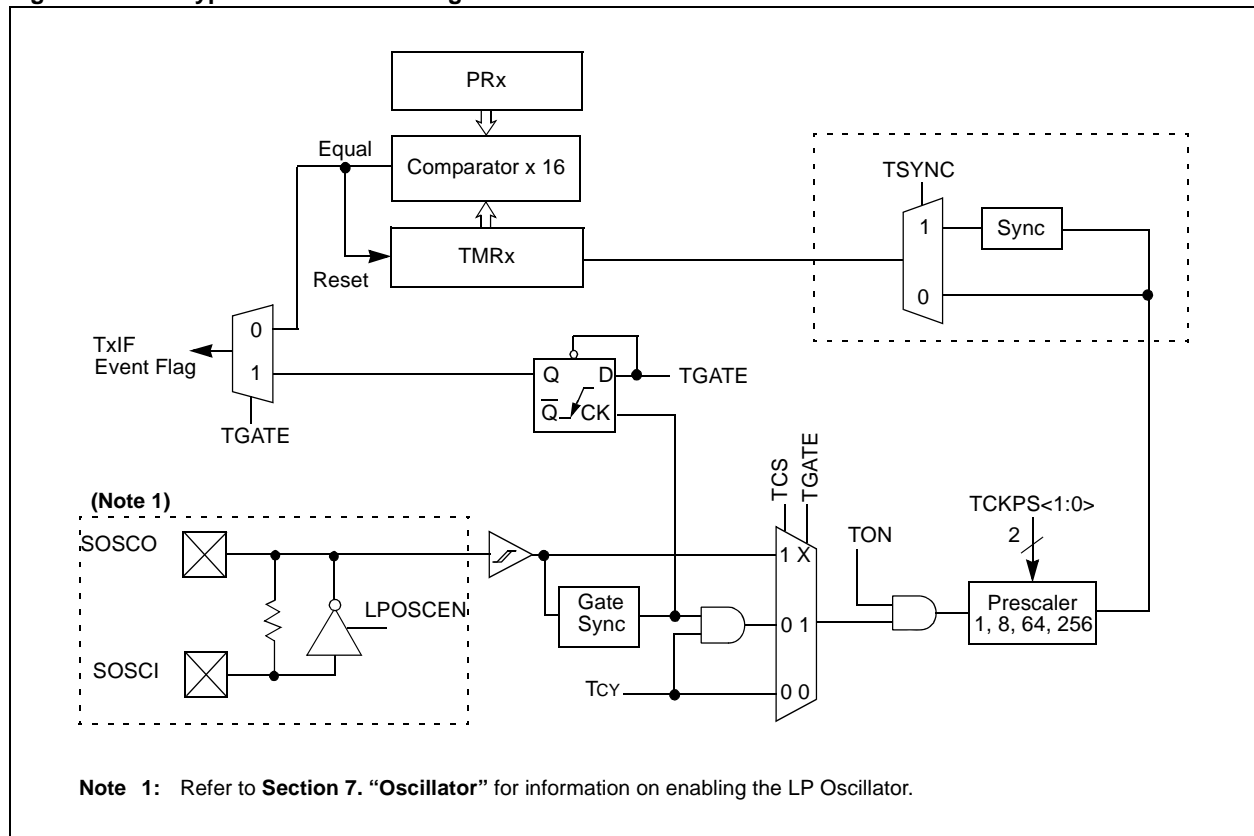 PRx
Equal
Comparator x 16
TSYNC
1
Sync
TMRx
Reset
0
0
TxIF
Event Flag
1
Q
D
TGATE
Q
CK
TGATE
TCS
TGATE
(Note 1)
TCKPS<1:0>
SOSCO
TON
2
1 X
LPOSCEN
Gate
Sync
Prescaler
1, 8, 64, 256
0 1
SOSCI
TCY
0 0
Note 1: Refer to Section 7. “Oscillator” for information on enabling the LP Oscillator.